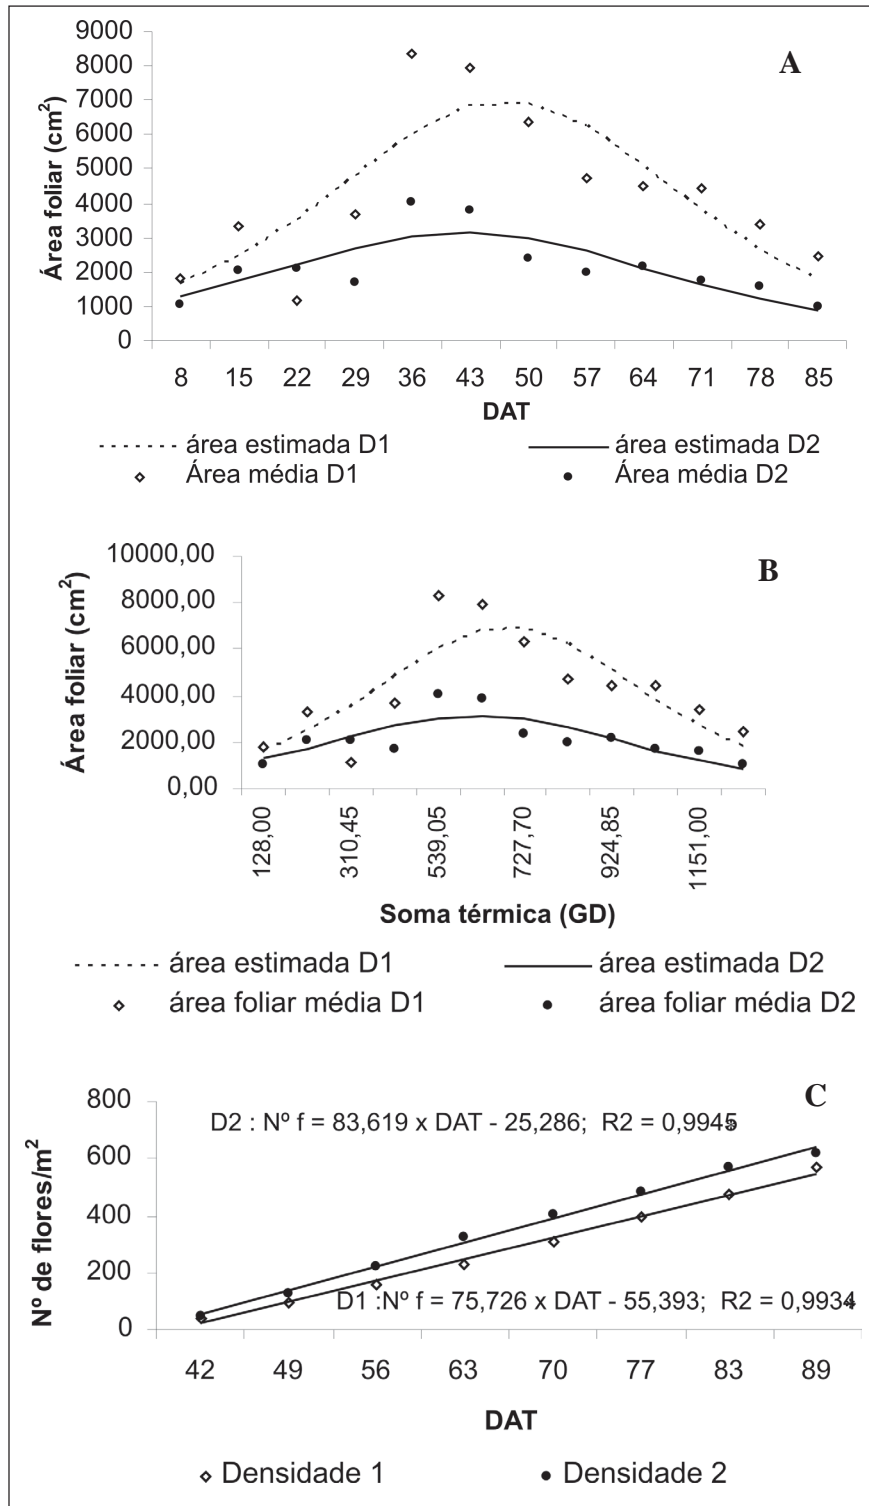 A
9000
8000
7000
6000
5000
4000
3000
2000
1000
0
Área foliar (cm²)
8 15 22 29 36 43 50 57 64 71 78 85
DAT
área estimada D1 área estimada D2
Área média D1 Área média D2
B
10000,00
8000,00
6000,00
4000,00
2000,00
0,00
Área foliar (cm²)
128,00 310,45 539,05 727,70 924,85 1151,00
Soma térmica (GD)
área estimada D1 área estimada D2
área foliar média D1 área foliar média D2
C
800
600
400
200
0
Nº de flores/m²
D2 : Nº f = 83,619 x DAT - 25,286; R2 = 0,9945
D1 :Nº f = 75,726 x DAT - 55,393; R2 = 0,9934
42 49 56 63 70 77 83 89
DAT
Densidade 1 Densidade 2